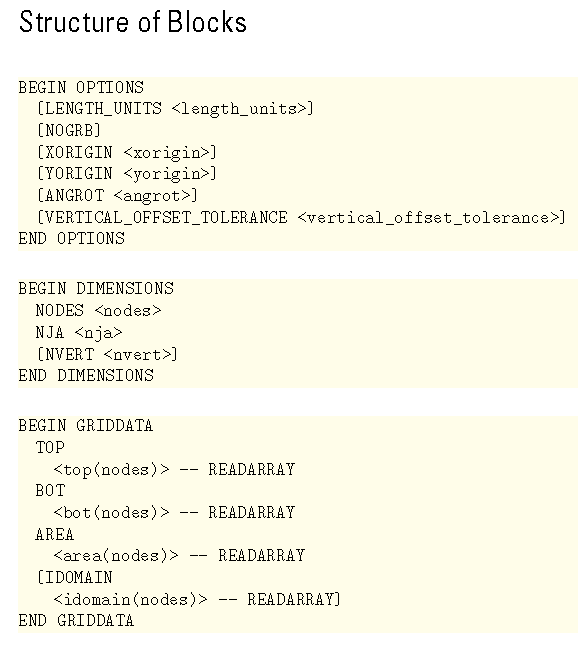 Structure of Blocks
BEGIN OPTIONS
[LENGTH_UNITS <length_units>]
[NOGRB]
[XORIGIN <xorigin>]
[YORIGIN <yorigin>]
[ANGROT <angrot>]
[VERTICAL_OFFSET_TOLERANCE <vertical_offset_tolerance>]
END OPTIONS
BEGIN DIMENSIONS
NODES <nodes>
NJA <nja>
[NVERT <nvert>]
END DIMENSIONS
BEGIN GRIDDATA
TOP
<top(nodes)> -- READARRAY
BOT
<bot(nodes)> -- READARRAY
AREA
<area(nodes)> -- READARRAY
[IDOMAIN
<idomain(nodes)> -- READARRAY]
END GRIDDATA